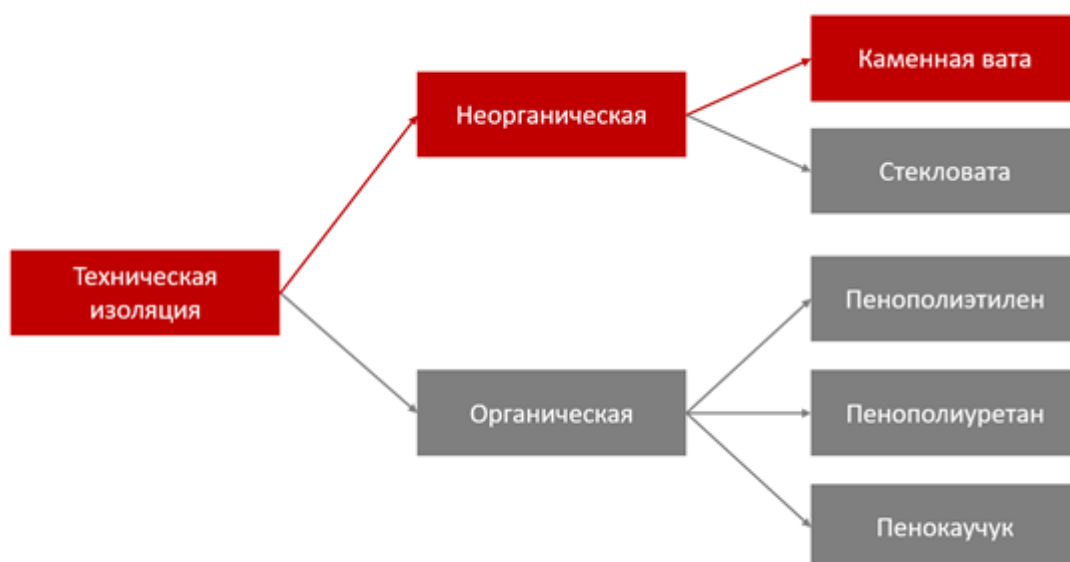 Техническая
изоляция
Неорганическая
Каменная вата
Стекловата
Органическая
Пенополиэтилен
Пенополиуретан
Пенокаучук